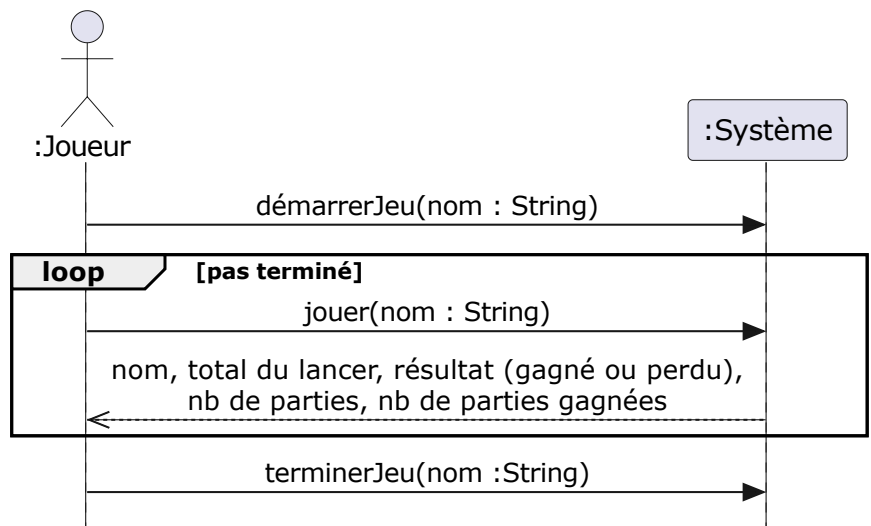 :Joueur
:Système
démarrerJeu(nom : String)
loop
[pas terminé]
jouer(nom : String)
nom, total du lancer, résultat (gagné ou perdu),
nb de parties, nb de parties gagnées
terminerJeu(nom :String)